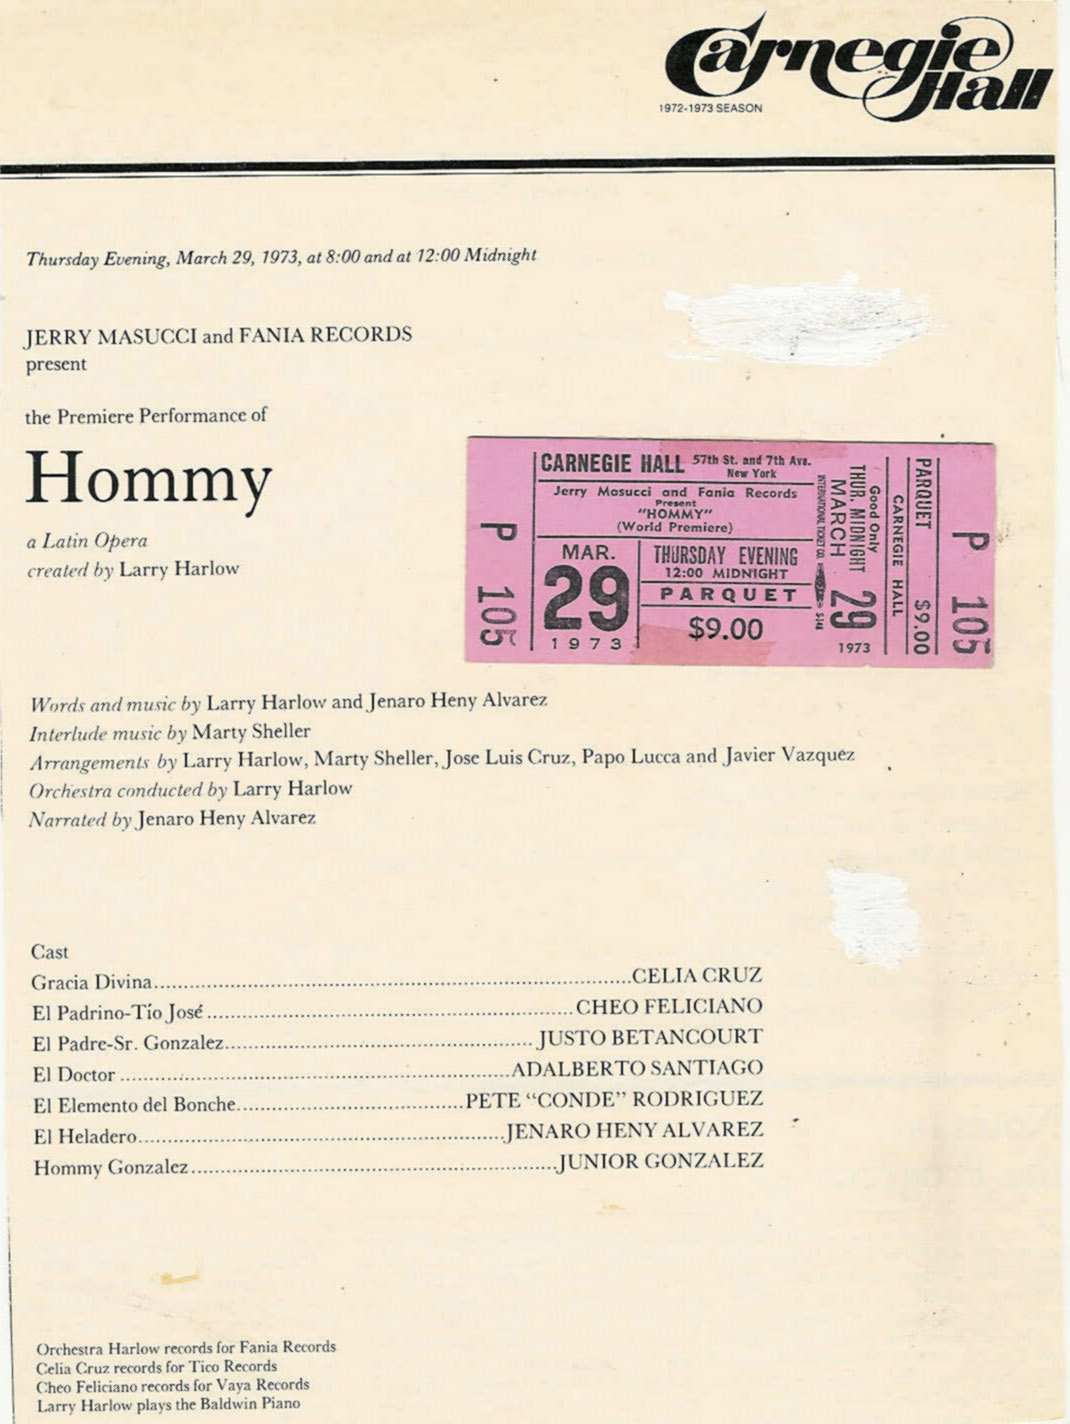 Carnegie
Hall
1972-1973 SEASON
Thursday Evening, March 29, 1973, at 8:00 and at 12:00 Midnight
JERRY MASUCCI and FANIA RECORDS
present
the Premiere Performance of
Hommy
a Latin Opera
created by Larry Harlow
P 105
CARNEGIE HALL 57th St. and 7th Ave.
New York
Jerry Masucci and Fania Records
Present
"HOMMY"
(World Premiere)
MAR.
29
1973
THURSDAY EVENING
12:00 MIDNIGHT
PARQUET
$9.00
INTERNATIONAL TICKET CO.
Good Only
THUR. MIDNIGHT
MARCH
29
1973
PARQUET $9.00
CARNEGIE HALL
P 105
Words and music by Larry Harlow and Jenaro Heny Alvarez
Interlude music by Marty Sheller
Arrangements by Larry Harlow, Marty Sheller, Jose Luis Cruz, Papo Lucca and Javier Vazquez
Orchestra conducted by Larry Harlow
Narrated by Jenaro Heny Alvarez
Cast
Gracia Divina..........CELIA CRUZ
El Padrino-Tío José..........CHEO FELICIANO
El Padre-Sr. Gonzalez..........JUSTO BETANCOURT
El Doctor..........ADALBERTO SANTIAGO
El Elemento del Bonche..........PETE "CONDE" RODRIGUEZ
El Heladero..........JENARO HENY ALVAREZ
Hommy Gonzalez..........JUNIOR GONZALEZ
Orchestra Harlow records for Fania Records
Celia Cruz records for Tico Records
Cheo Feliciano records for Vaya Records
Larry Harlow plays the Baldwin Piano